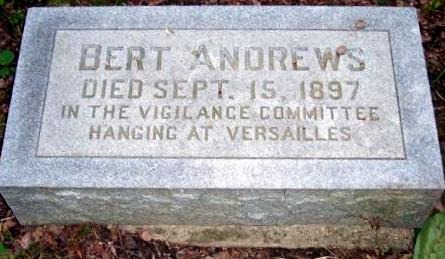 BERT ANDREWS
DIED SEPT. 15, 1897
IN THE VIGILANCE COMMITTEE
HANGING AT VERSAILLES